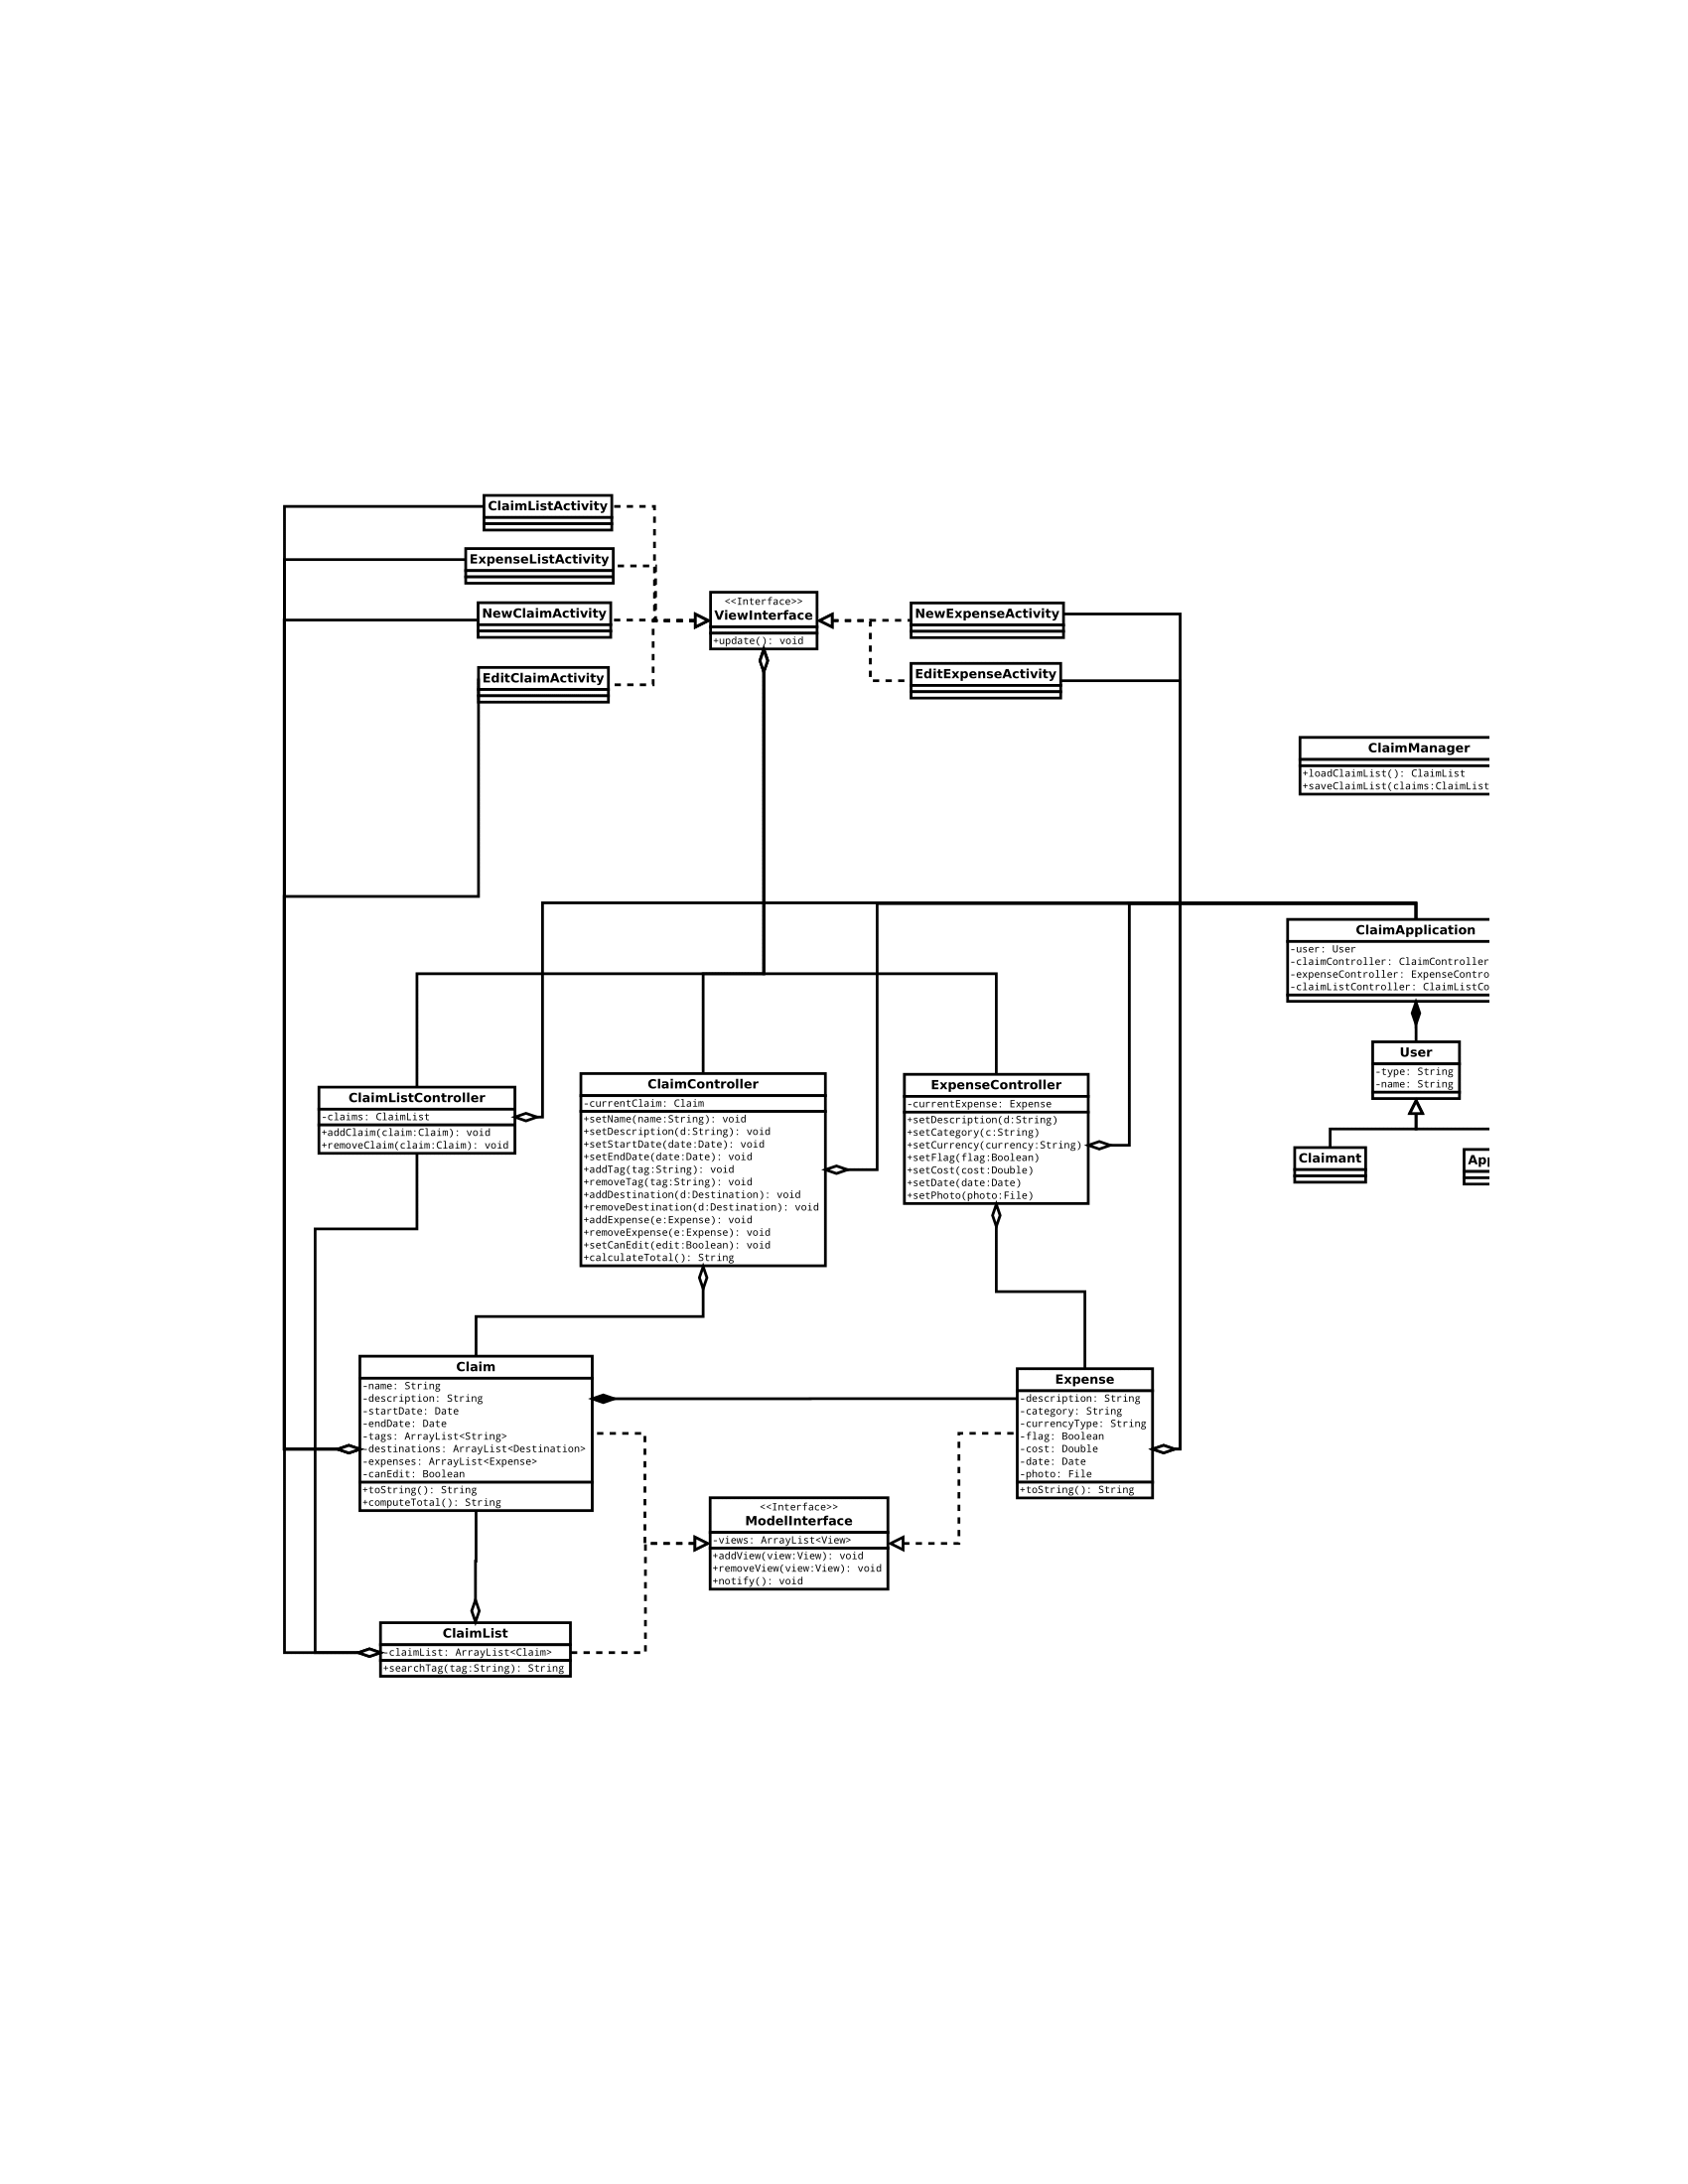 ClaimListActivity
ExpenseListActivity
NewClaimActivity
EditClaimActivity
<<Interface>>
ViewInterface
+update(): void
NewExpenseActivity
EditExpenseActivity
ClaimManager
+loadClaimList(): ClaimList
+saveClaimList(claims:ClaimList
ClaimApplication
-user: User
-claimController: ClaimController
-expenseController: ExpenseContro
-claimListController: ClaimListCo
User
-type: String
-name: String
Claimant
App
ClaimListController
-claims: ClaimList
+addClaim(claim:Claim): void
+removeClaim(claim:Claim): void
ClaimController
-currentClaim: Claim
+setName(name:String): void
+setDescription(d:String): void
+setStartDate(date:Date): void
+setEndDate(date:Date): void
+addTag(tag:String): void
+removeTag(tag:String): void
+addDestination(d:Destination): void
+removeDestination(d:Destination): void
+addExpense(e:Expense): void
+removeExpense(e:Expense): void
+setCanEdit(edit:Boolean): void
+calculateTotal(): String
ExpenseController
-currentExpense: Expense
+setDescription(d:String)
+setCategory(c:String)
+setCurrency(currency:String)
+setFlag(flag:Boolean)
+setCost(cost:Double)
+setDate(date:Date)
+setPhoto(photo:File)
Claim
-name: String
-description: String
-startDate: Date
-endDate: Date
-tags: ArrayList<String>
-destinations: ArrayList<Destination>
-expenses: ArrayList<Expense>
-canEdit: Boolean
+toString(): String
+computeTotal(): String
Expense
-description: String
-category: String
-currencyType: String
-flag: Boolean
-cost: Double
-date: Date
-photo: File
+toString(): String
<<Interface>>
ModelInterface
-views: ArrayList<View>
+addView(view:View): void
+removeView(view:View): void
+notify(): void
ClaimList
-claimList: ArrayList<Claim>
+searchTag(tag:String): String